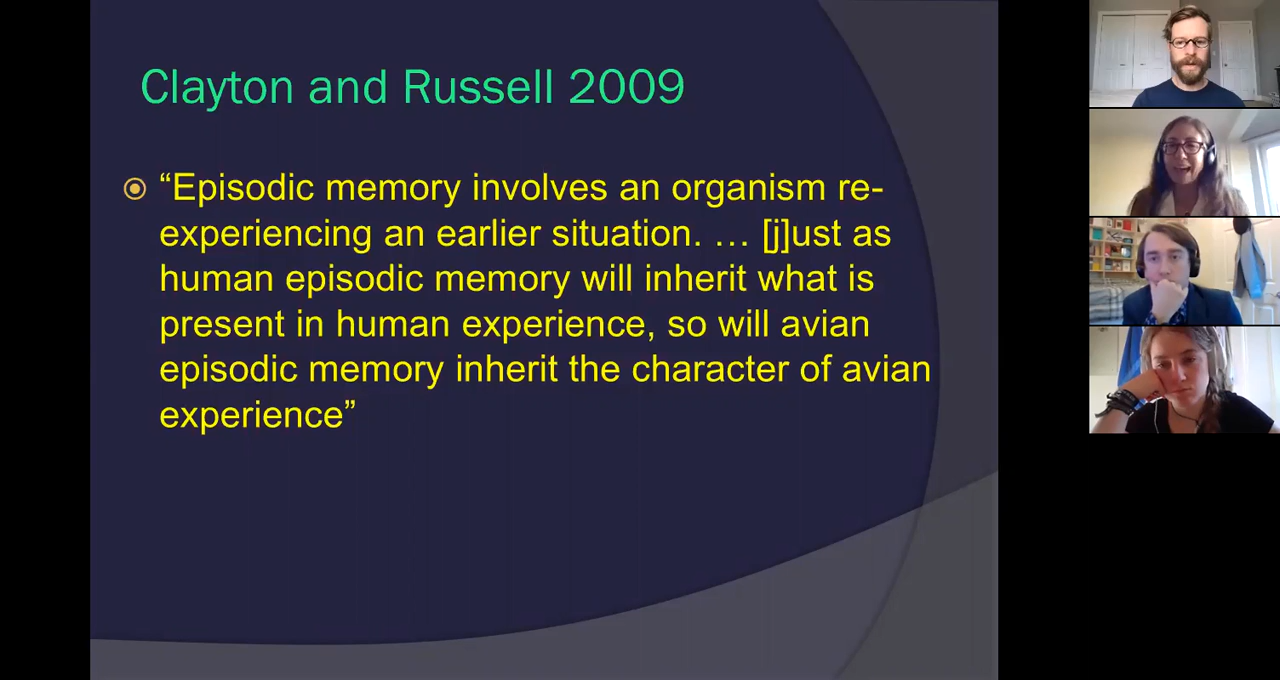 Clayton and Russell 2009
“Episodic memory involves an organism re-
experiencing an earlier situation. … [j]ust as
human episodic memory will inherit what is
present in human experience, so will avian
episodic memory inherit the character of avian
experience”